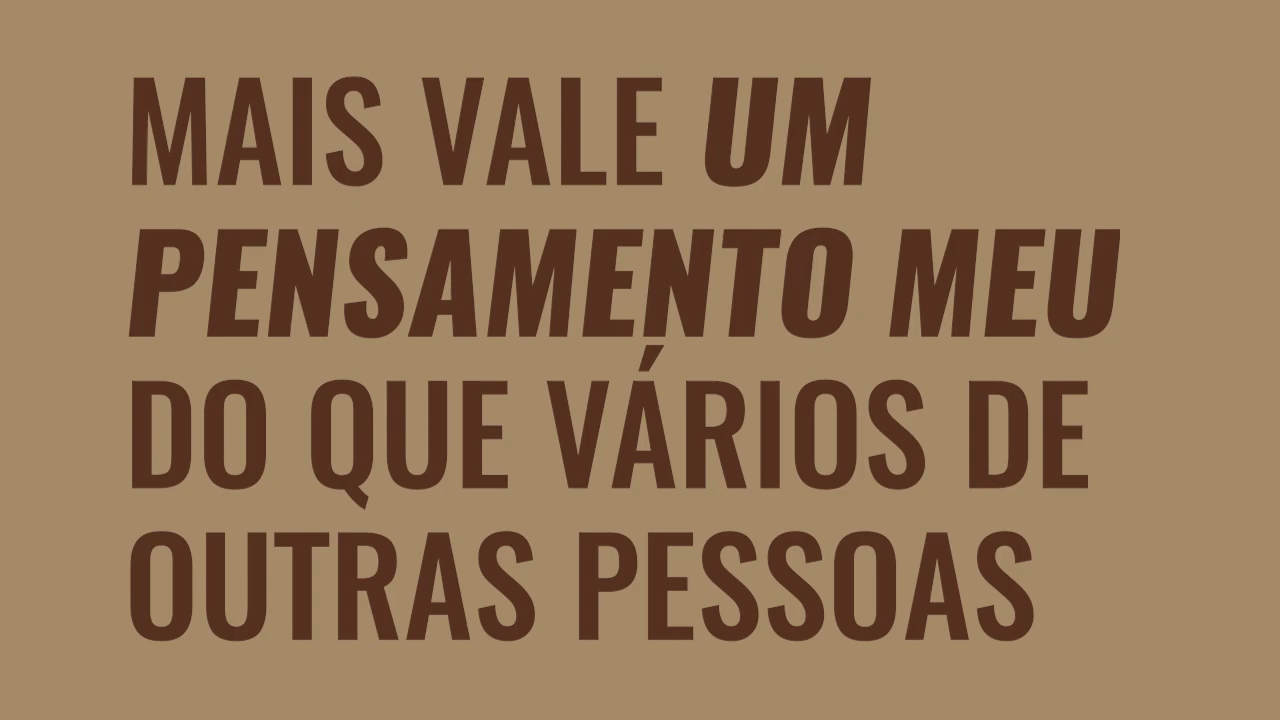 MAIS VALE UM
PENSAMENTO MEU
DO QUE VÁRIOS DE
OUTRAS PESSOAS